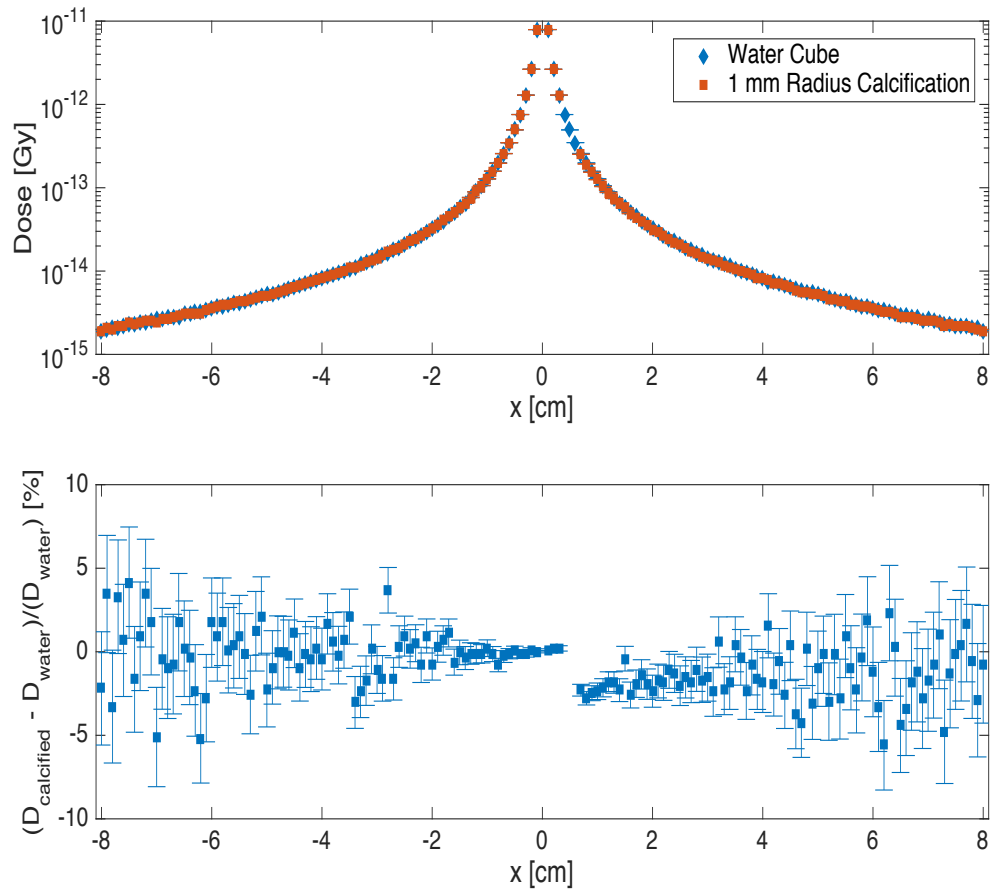 10^-11
10^-12
10^-13
10^-14
10^-15
Dose [Gy]
Water Cube
1 mm Radius Calcification
-8 -6 -4 -2 0 2 4 6 8
x [cm]
10
5
0
-5
-10
(D_calcified - D_water)/(D_water) [%]
-8 -6 -4 -2 0 2 4 6 8
x [cm]